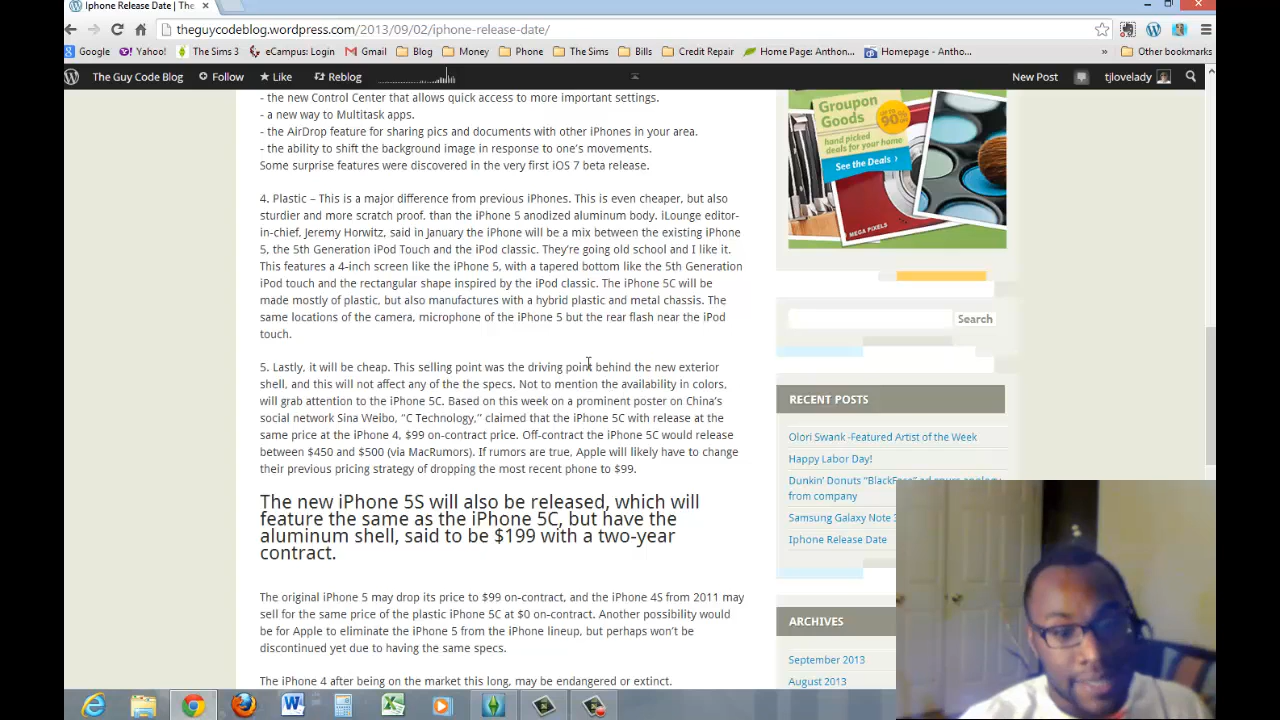 Iphone Release Date | The
theguycodeblog.wordpress.com/2013/09/02/iphone-release-date/
Google Yahoo! The Sims 3 eCampus: Login Gmail Blog Money Phone The Sims Bills Credit Repair Home Page: Anthon... Homepage - Antho... » Other bookmarks
The Guy Code Blog Follow Like Reblog New Post tjlovelady
- the new Control Center that allows quick access to more important settings.
- a new way to Multitask apps.
- the AirDrop feature for sharing pics and documents with other iPhones in your area.
- the ability to shift the background image in response to one's movements.
Some surprise features were discovered in the very first iOS 7 beta release.
4. Plastic – This is a major difference from previous iPhones. This is even cheaper, but also
sturdier and more scratch proof, than the iPhone 5 anodized aluminum body. iLounge editor-
in-chief, Jeremy Horwitz, said in January the iPhone will be a mix between the existing iPhone
5, the 5th Generation iPod Touch and the iPod classic. They're going old school and I like it.
This features a 4-inch screen like the iPhone 5, with a tapered bottom like the 5th Generation
iPod touch and the rectangular shape inspired by the iPod classic. The iPhone 5C will be
made mostly of plastic, but also manufactures with a hybrid plastic and metal chassis. The
same locations of the camera, microphone of the iPhone 5 but the rear flash near the iPod
touch.
5. Lastly, it will be cheap. This selling point was the driving point behind the new exterior
shell, and this will not affect any of the the specs. Not to mention the availability in colors,
will grab attention to the iPhone 5C. Based on this week on a prominent poster on China's
social network Sina Weibo, "C Technology," claimed that the iPhone 5C with release at the
same price at the iPhone 4, $99 on-contract price. Off-contract the iPhone 5C would release
between $450 and $500 (via MacRumors). If rumors are true, Apple will likely have to change
their previous pricing strategy of dropping the most recent phone to $99.
The new iPhone 5S will also be released, which will
feature the same as the iPhone 5C, but have the
aluminum shell, said to be $199 with a two-year
contract.
The original iPhone 5 may drop its price to $99 on-contract, and the iPhone 4S from 2011 may
sell for the same price of the plastic iPhone 5C at $0 on-contract. Another possibility would
be for Apple to eliminate the iPhone 5 from the iPhone lineup, but perhaps won't be
discontinued yet due to having the same specs.
The iPhone 4 after being on the market this long, may be endangered or extinct.
GROUPON
Goods
hand picked
deals for your home
90%
See the Deals
MEGA PIXELS
Search
RECENT POSTS
Olori Swank -Featured Artist of the Week
Happy Labor Day!
Dunkin' Donuts "BlackFace" ad spurs apology
from company
Samsung Galaxy Note 3
Iphone Release Date
ARCHIVES
September 2013
August 2013